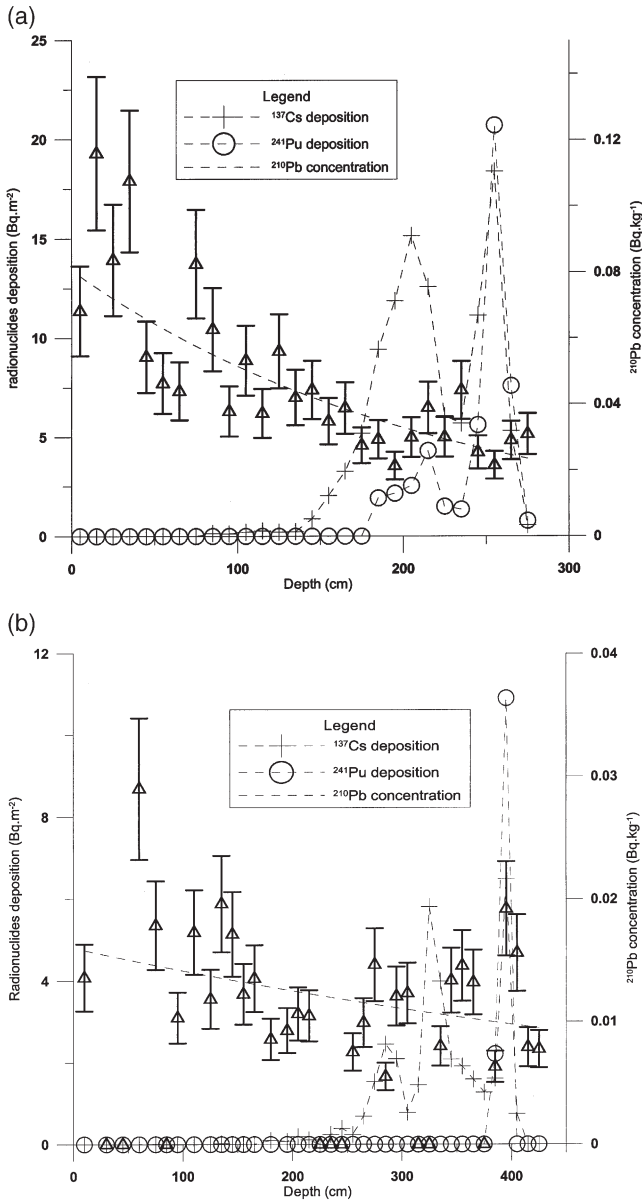 (a)
25
20
15
10
5
0
radionuclides deposition (Bq.m-2)
Legend
137Cs deposition
241Pu deposition
210Pb concentration
0.12
0.08
0.04
0
210Pb concentration (Bq.kg-1)
0
100
200
300
Depth (cm)
(b)
12
8
4
0
Radionuclides deposition (Bq.m-2)
Legend
137Cs deposition
241Pu deposition
210Pb concentration
0.04
0.03
0.02
0.01
0
210Pb concentration (Bq.kg-1)
0
100
200
300
400
Depth (cm)